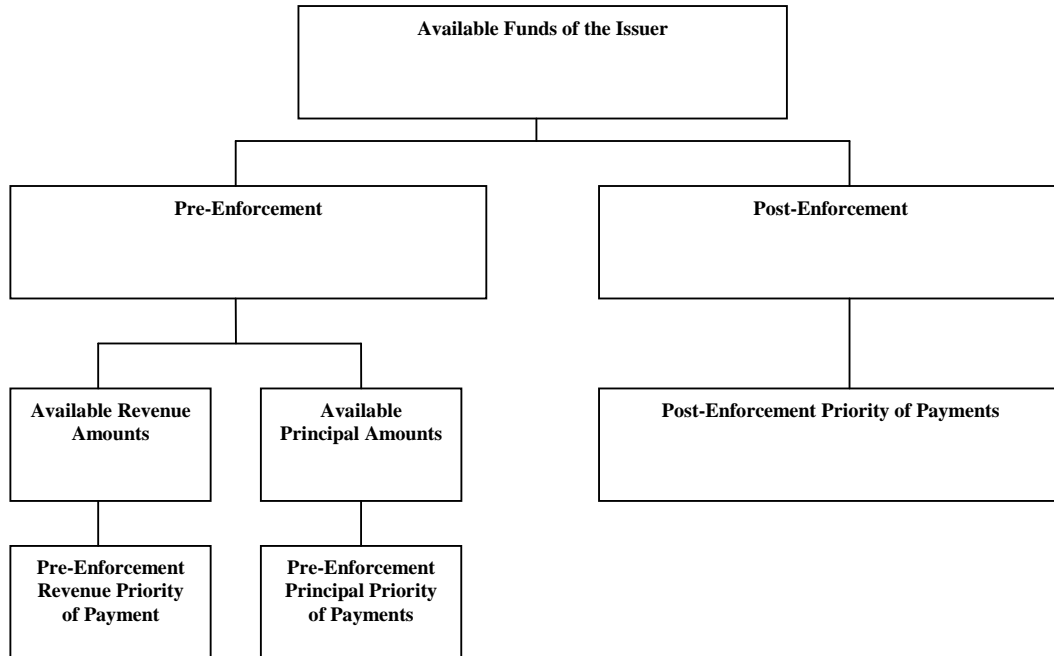 Available Funds of the Issuer
Pre-Enforcement
Post-Enforcement
Available Revenue
Amounts
Available
Principal Amounts
Post-Enforcement Priority of Payments
Pre-Enforcement
Revenue Priority
of Payment
Pre-Enforcement
Principal Priority
of Payments